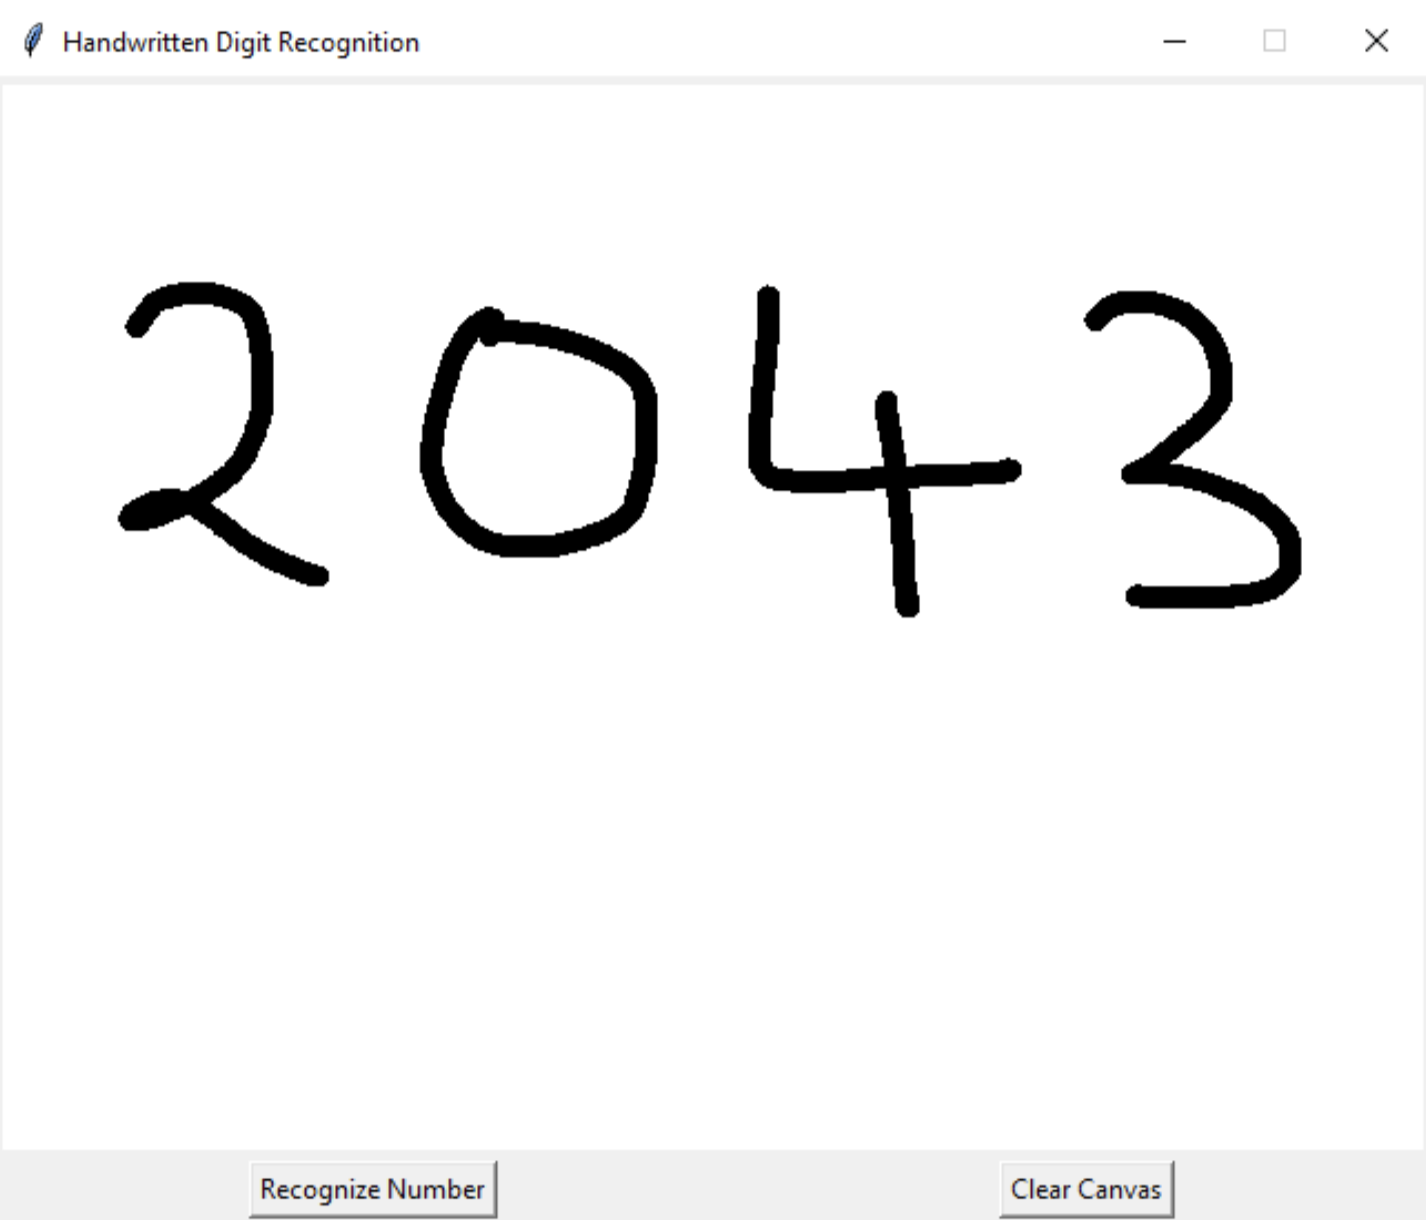 Handwritten Digit Recognition
2043
Recognize Number
Clear Canvas